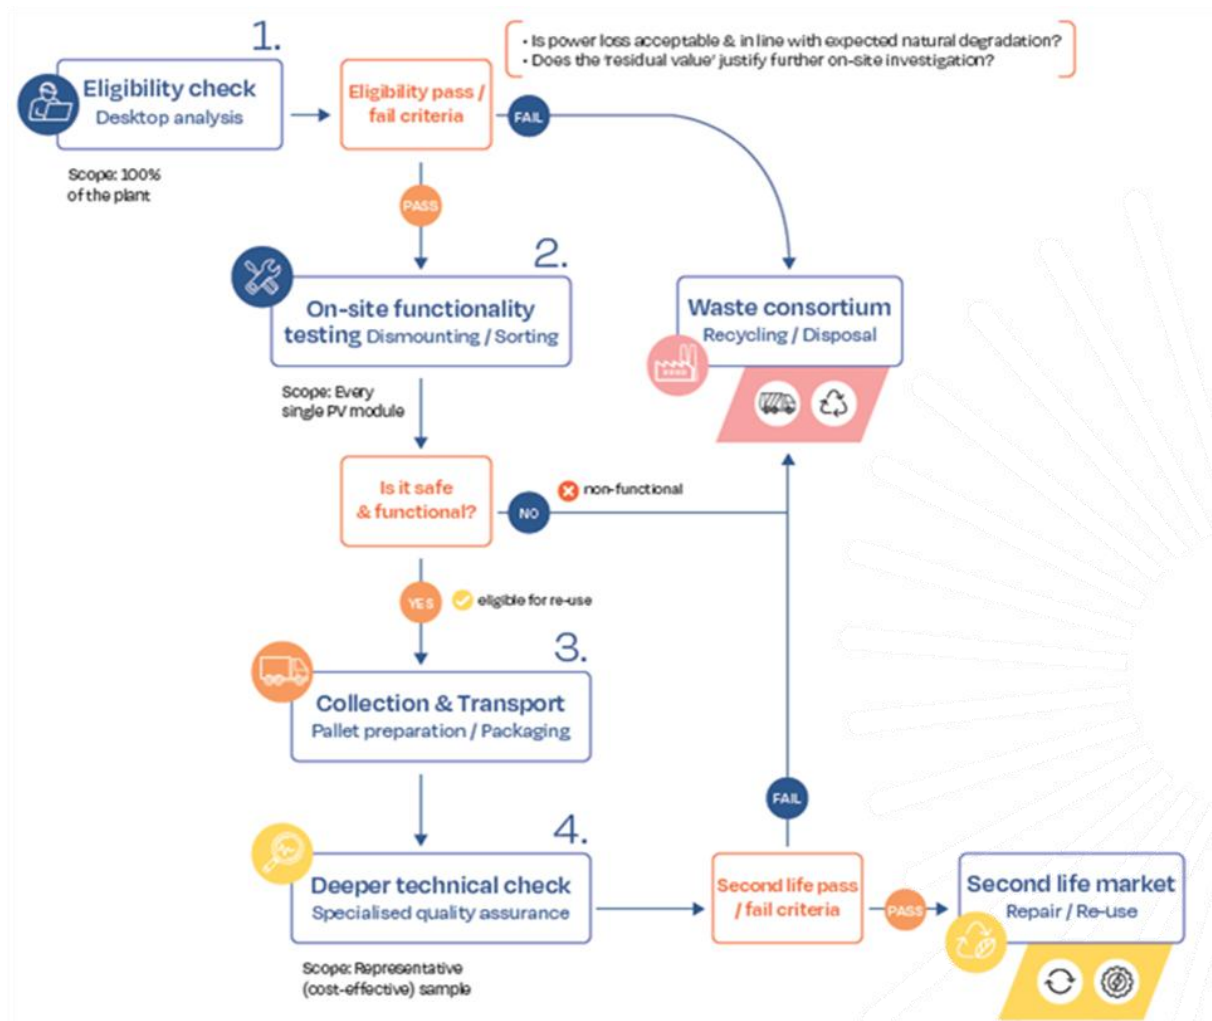 1.
Eligibility check
Desktop analysis
Scope: 100%
of the plant
Eligibility pass /
fail criteria
• Is power loss acceptable & in line with expected natural degradation?
• Does the 'residual value' justify further on-site investigation?
FAIL
PASS
2.
On-site functionality
testing Dismounting / Sorting
Scope: Every
single PV module
Waste consortium
Recycling / Disposal
Is it safe
& functional?
NO
non-functional
YES
eligible for re-use
3.
Collection & Transport
Pallet preparation / Packaging
4.
Deeper technical check
Specialised quality assurance
Scope: Representative
(cost-effective) sample
FAIL
Second life pass
/ fail criteria
PASS
Second life market
Repair / Re-use